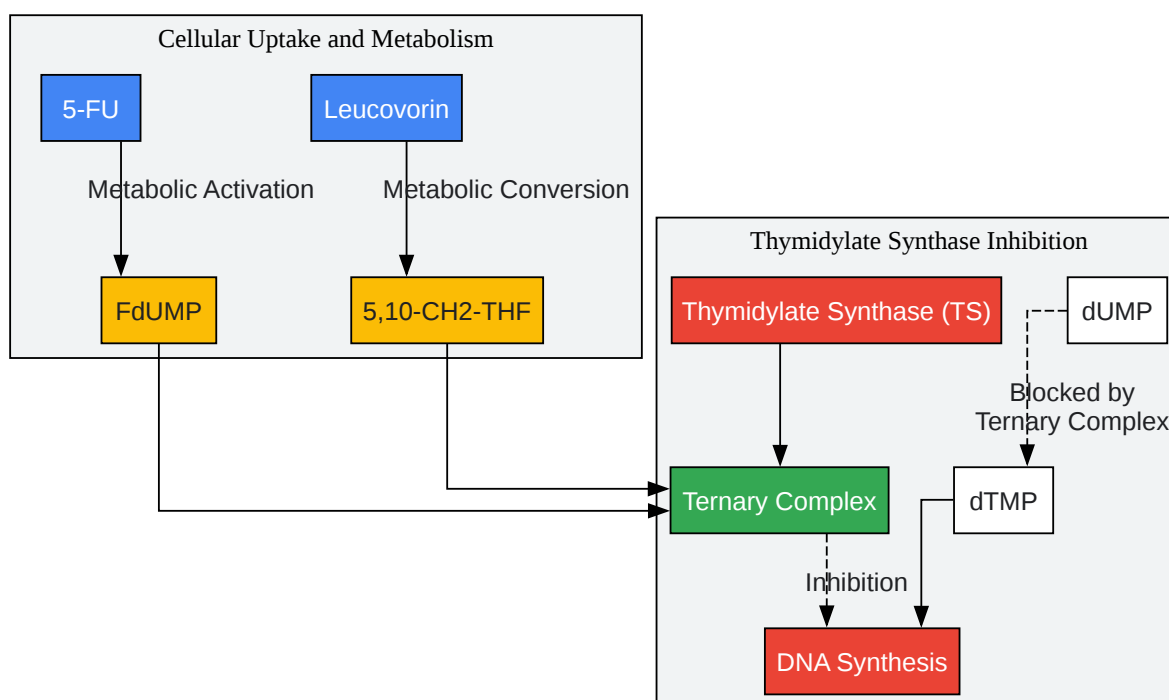 Cellular Uptake and Metabolism
5-FU
Leucovorin
Metabolic Activation
Metabolic Conversion
FdUMP
5,10-CH2-THF
Thymidylate Synthase Inhibition
Thymidylate Synthase (TS)
dUMP
Blocked by
Ternary Complex
Ternary Complex
dTMP
Inhibition
DNA Synthesis